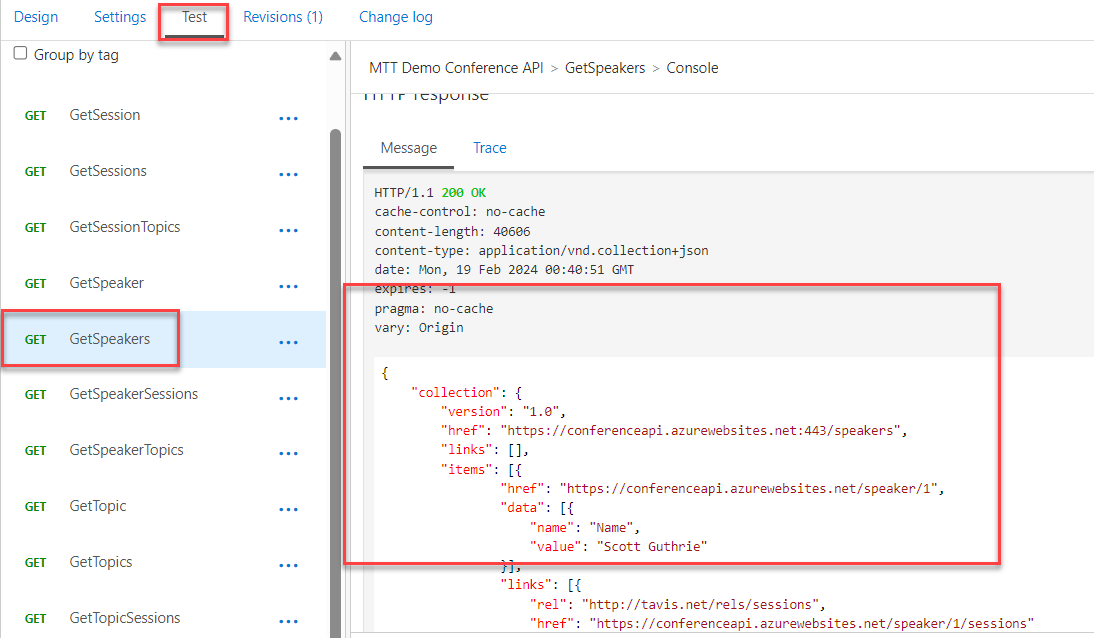 Design Settings Test Revisions (1) Change log
Group by tag
GET GetSession ...
GET GetSessions ...
GET GetSessionTopics ...
GET GetSpeaker ...
GET GetSpeakers ...
GET GetSpeakerSessions ...
GET GetSpeakerTopics ...
GET GetTopic ...
GET GetTopics ...
GET GetTopicSessions ...
MTT Demo Conference API > GetSpeakers > Console
HTTP response
Message Trace
HTTP/1.1 200 OK
cache-control: no-cache
content-length: 40606
content-type: application/vnd.collection+json
date: Mon, 19 Feb 2024 00:40:51 GMT
expires: -1
pragma: no-cache
vary: Origin
{
"collection": {
"version": "1.0",
"href": "https://conferenceapi.azurewebsites.net:443/speakers",
"links": [],
"items": [{
"href": "https://conferenceapi.azurewebsites.net/speaker/1",
"data": [{
"name": "Name",
"value": "Scott Guthrie"
}],
"links": [{
"rel": "http://tavis.net/rels/sessions",
"href": "https://conferenceapi.azurewebsites.net/speaker/1/sessions"